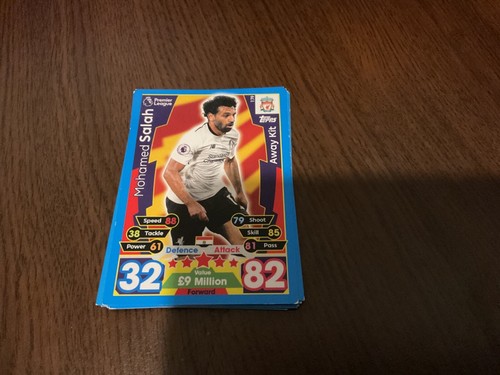 Premier
League
Topps
Mohamed Salah
Away Kit
Speed 88
79 Shoot
38 Tackle
Skill 85
Power 61
81 Pass
Defence
Attack
32
Value
£9 Million
82
Forward